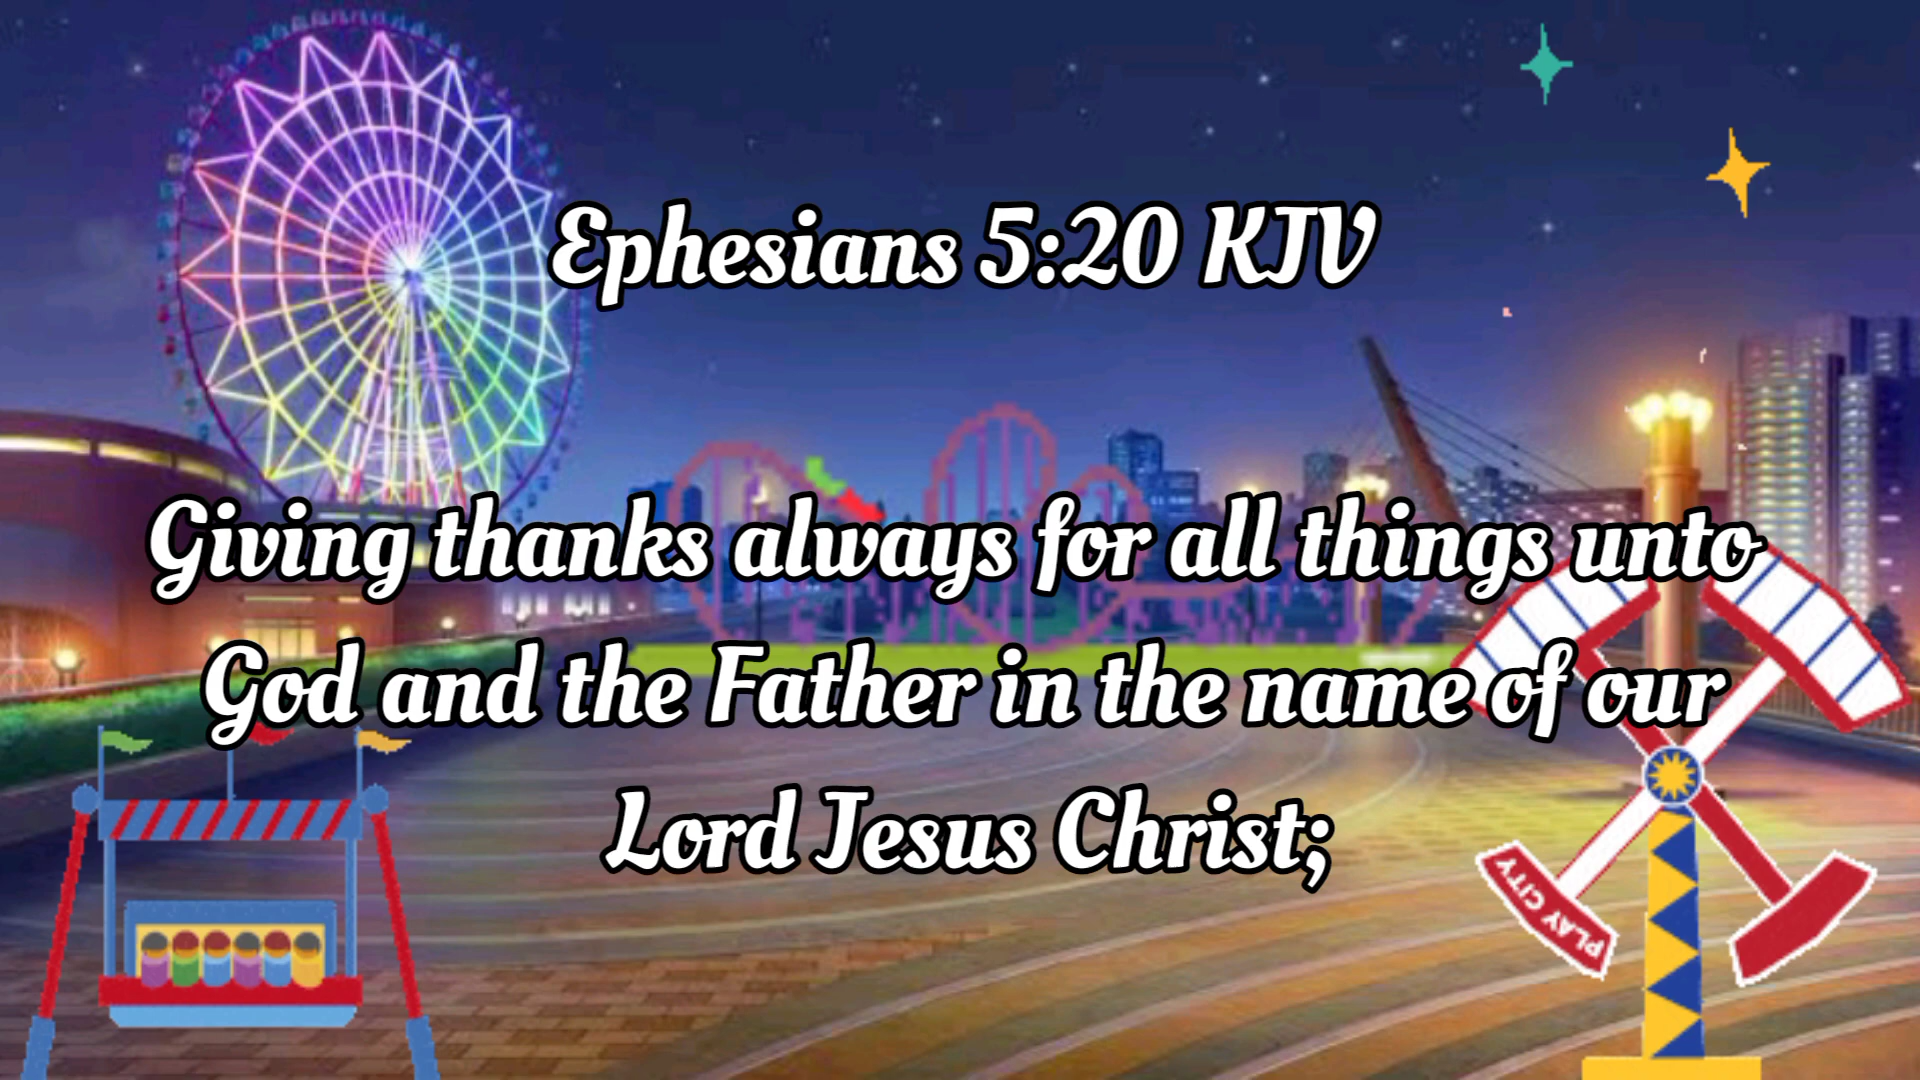 Ephesians 5:20 KJV
Giving thanks always for all things unto
God and the Father in the name of our
Lord Jesus Christ;
PLAY CITY